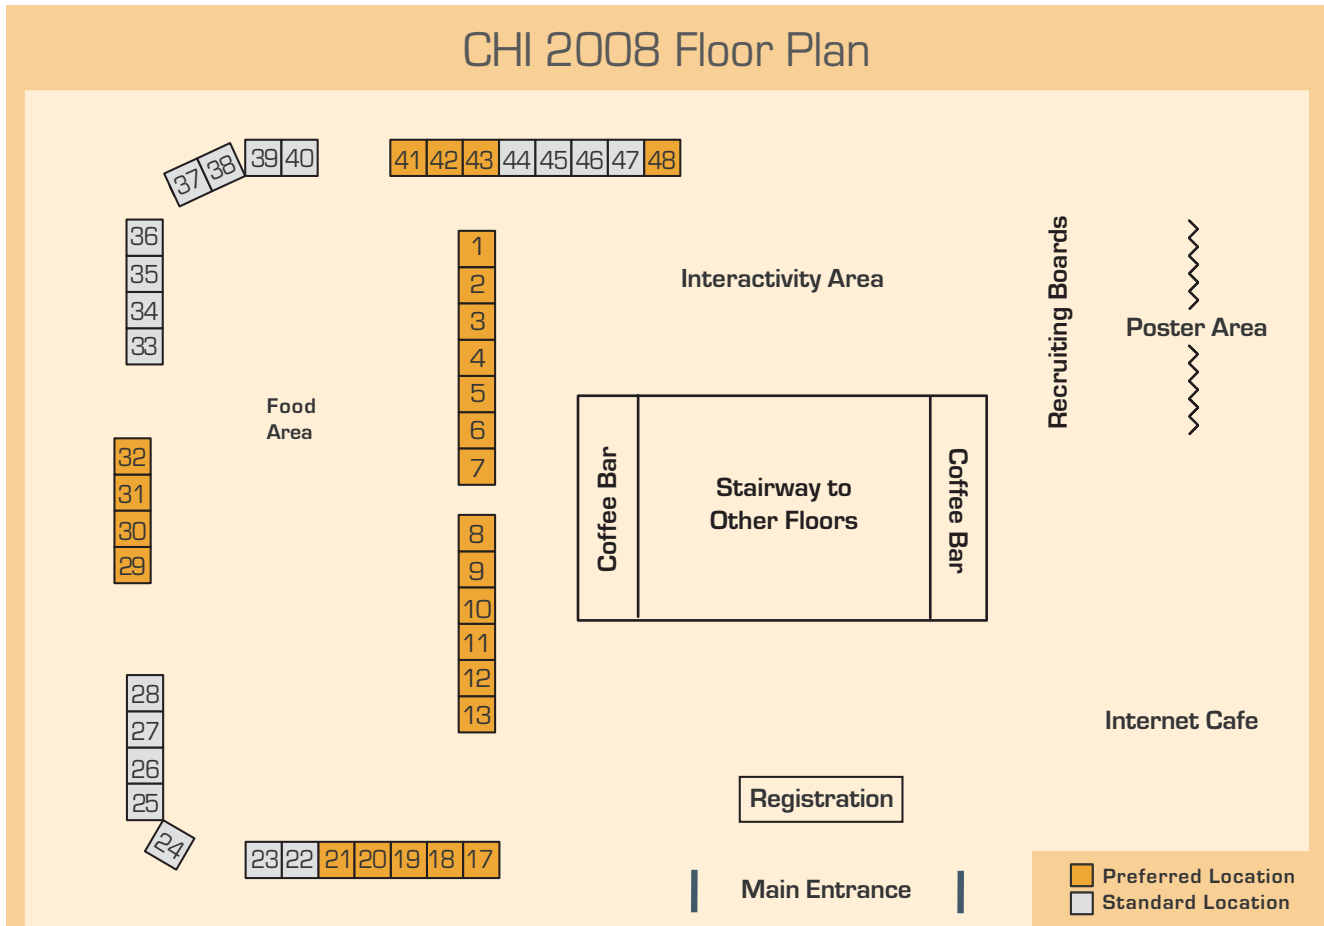 CHI 2008 Floor Plan
37 38 39 40
41 42 43 44 45 46 47 48
36
35
34
33
32
31
30
29
28
27
26
25
24
23 22 21 20 19 18 17
Food
Area
1
2
3
4
5
6
7
8
9
10
11
12
13
Interactivity Area
Coffee Bar
Stairway to
Other Floors
Coffee Bar
Recruiting Boards
Poster Area
Internet Cafe
Registration
Main Entrance
Preferred Location
Standard Location